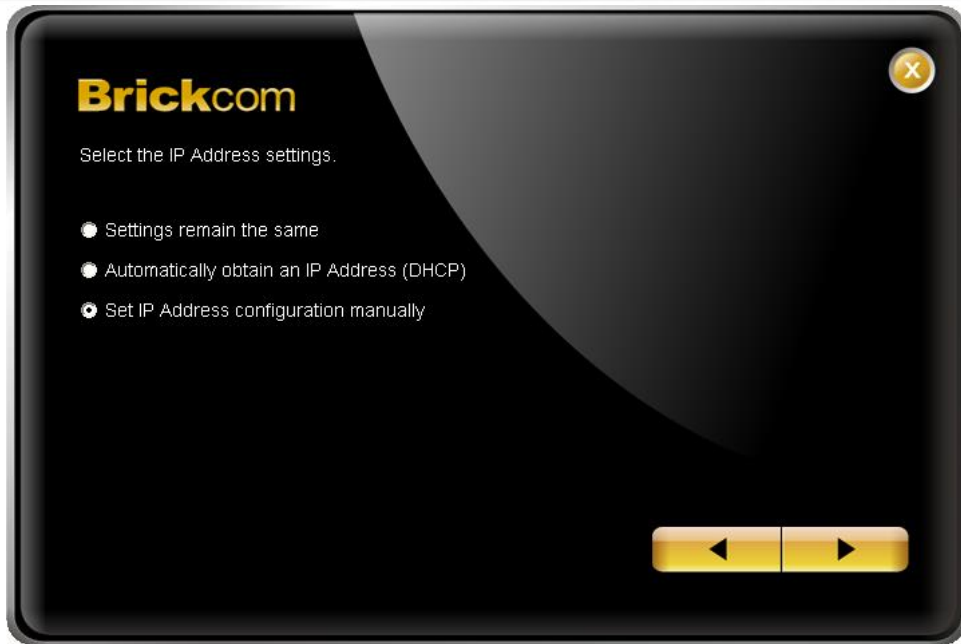 Brickcom
Select the IP Address settings.
Settings remain the same
Automatically obtain an IP Address (DHCP)
Set IP Address configuration manually